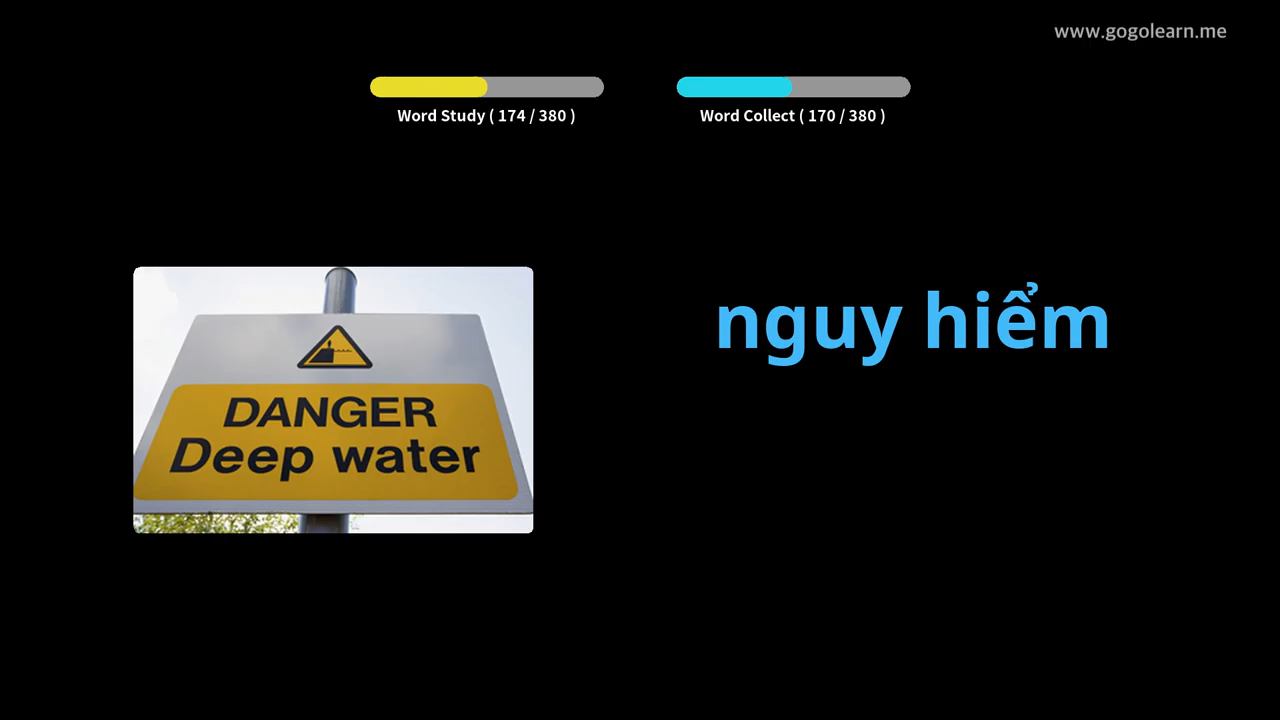 www.gogolearn.me
Word Study ( 174 / 380 )
Word Collect ( 170 / 380 )
nguy hiểm
DANGER
Deep water